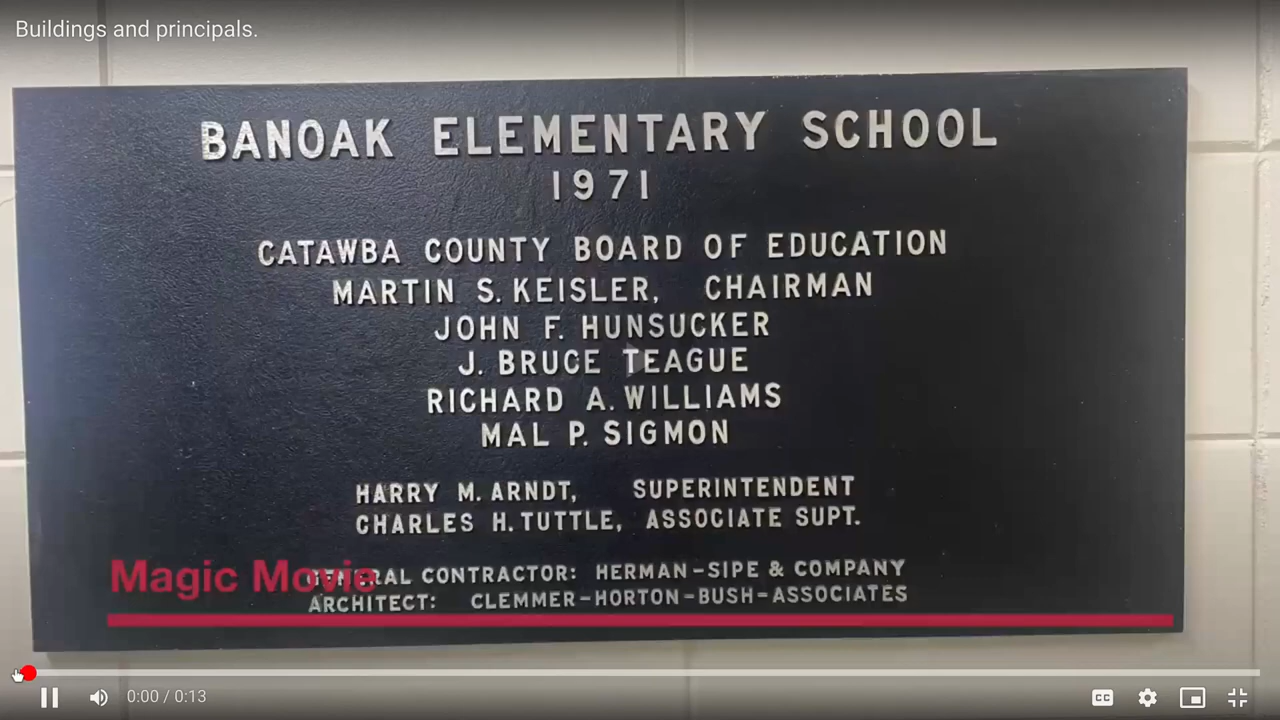 Buildings and principals.
BANOAK ELEMENTARY SCHOOL
1971
CATAWBA COUNTY BOARD OF EDUCATION
MARTIN S. KEISLER, CHAIRMAN
JOHN F. HUNSUCKER
J. BRUCE TEAGUE
RICHARD A. WILLIAMS
MAL P. SIGMON
HARRY M. ARNDT, SUPERINTENDENT
CHARLES H. TUTTLE, ASSOCIATE SUPT.
Magic Movie
GENERAL CONTRACTOR: HERMAN-SIPE & COMPANY
ARCHITECT: CLEMMER-HORTON-BUSH-ASSOCIATES
0:00 / 0:13
CC